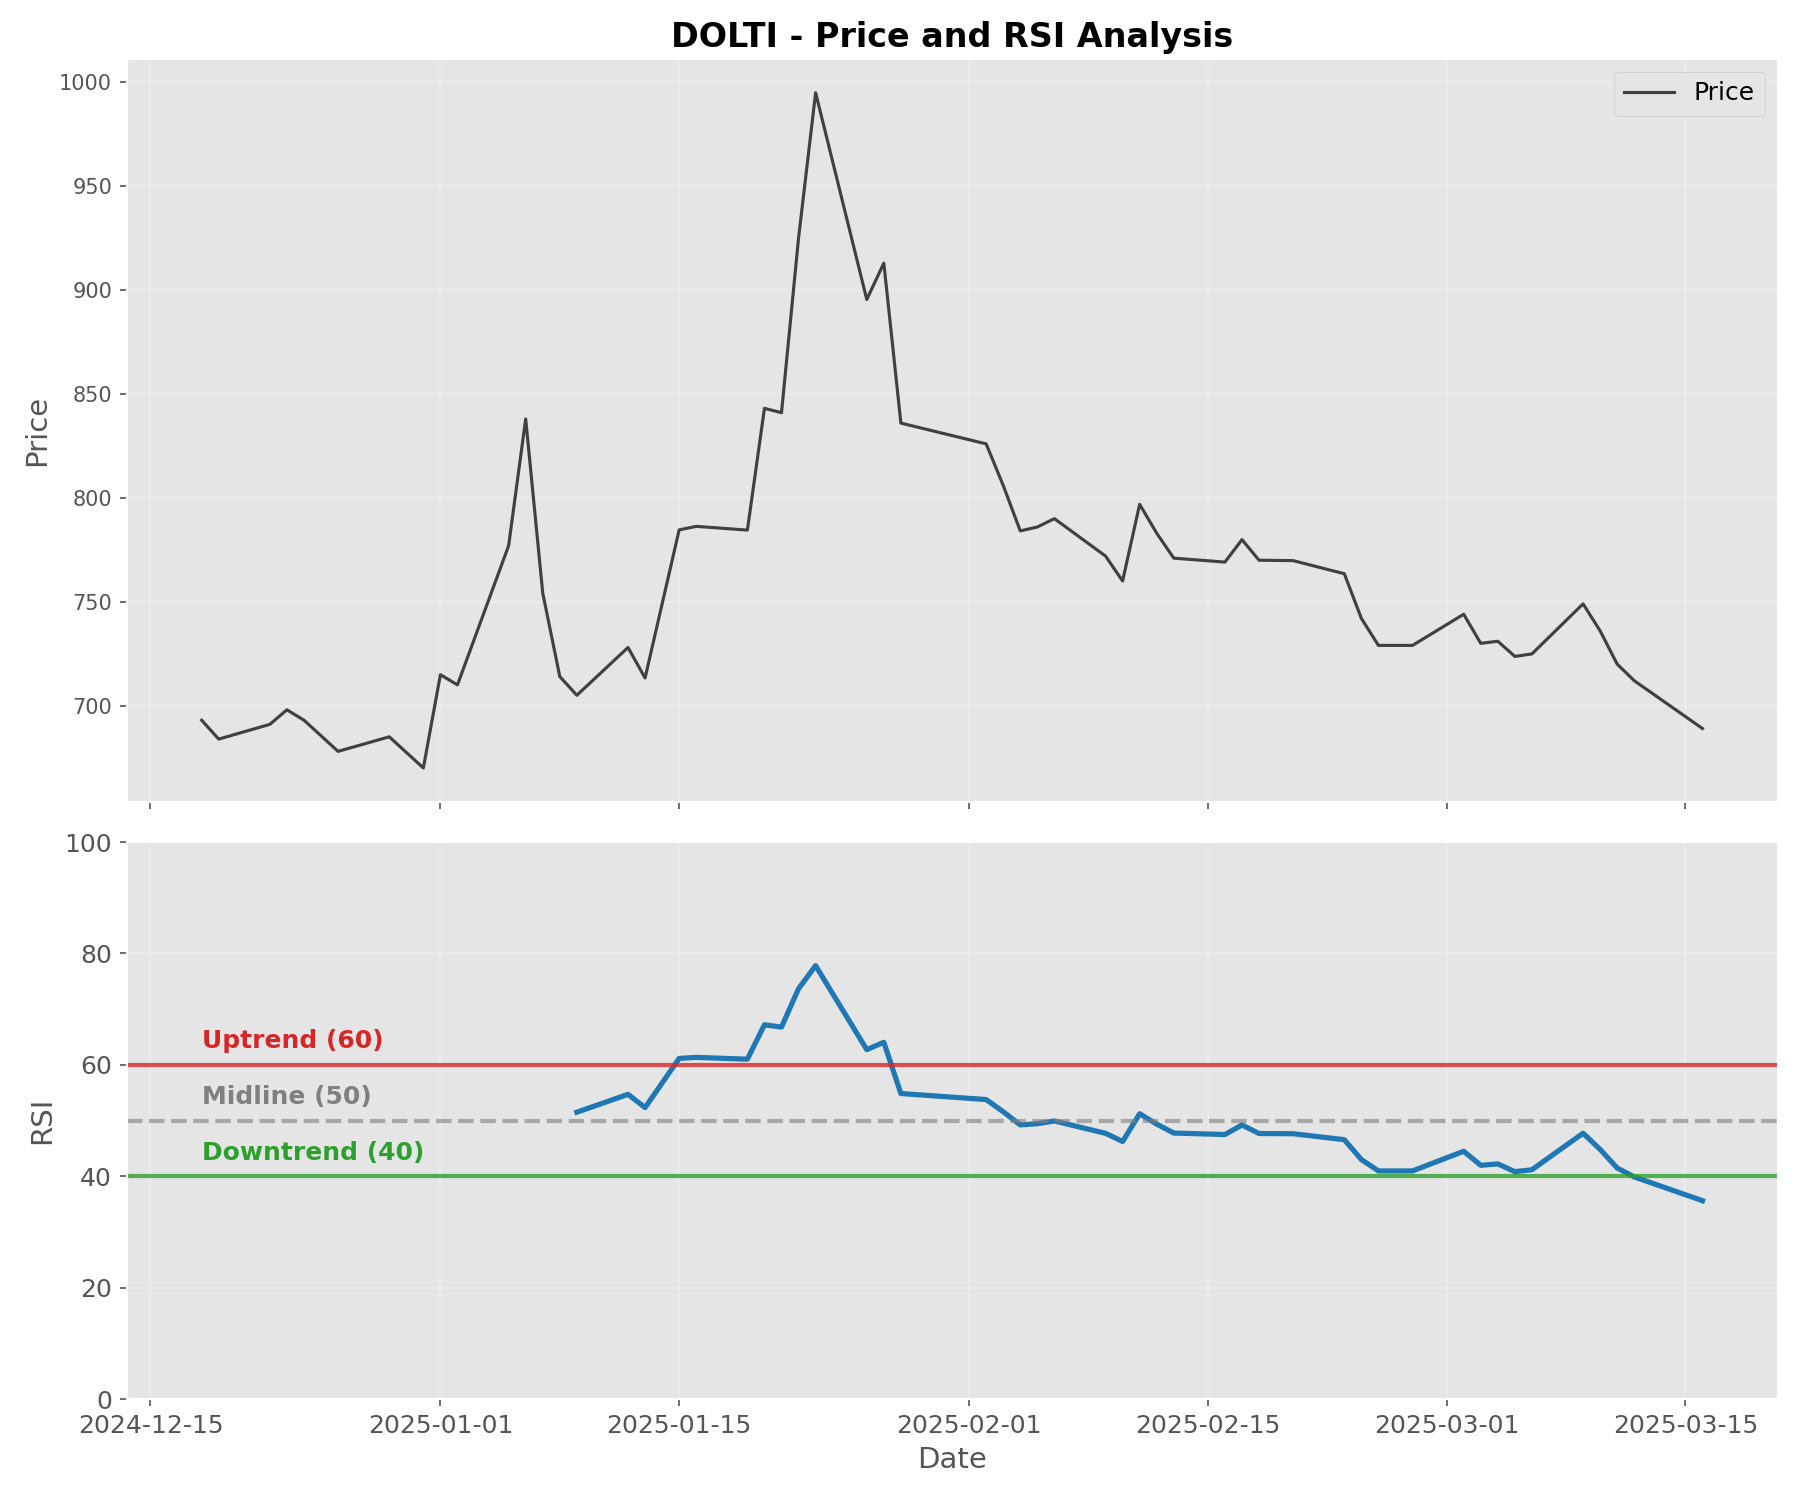 DOLTI - Price and RSI Analysis
Price
1000
950
900
850
800
750
700
Price
100
80
60
40
20
0
Uptrend (60)
Midline (50)
Downtrend (40)
RSI
2024-12-15
2025-01-01
2025-01-15
2025-02-01
2025-02-15
2025-03-01
2025-03-15
Date